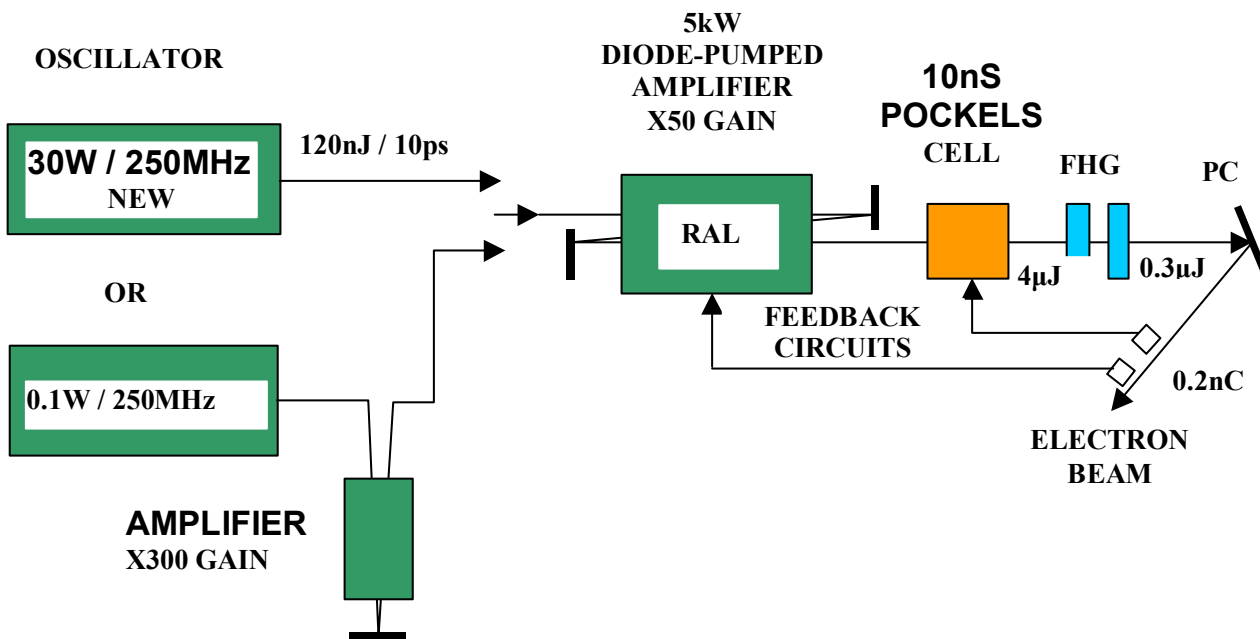 OSCILLATOR
30W / 250MHz
NEW
120nJ / 10ps
OR
0.1W / 250MHz
AMPLIFIER
X300 GAIN
5kW
DIODE-PUMPED
AMPLIFIER
X50 GAIN
RAL
10nS
POCKELS
CELL
4µJ
FHG
0.3µJ
PC
FEEDBACK
CIRCUITS
0.2nC
ELECTRON
BEAM